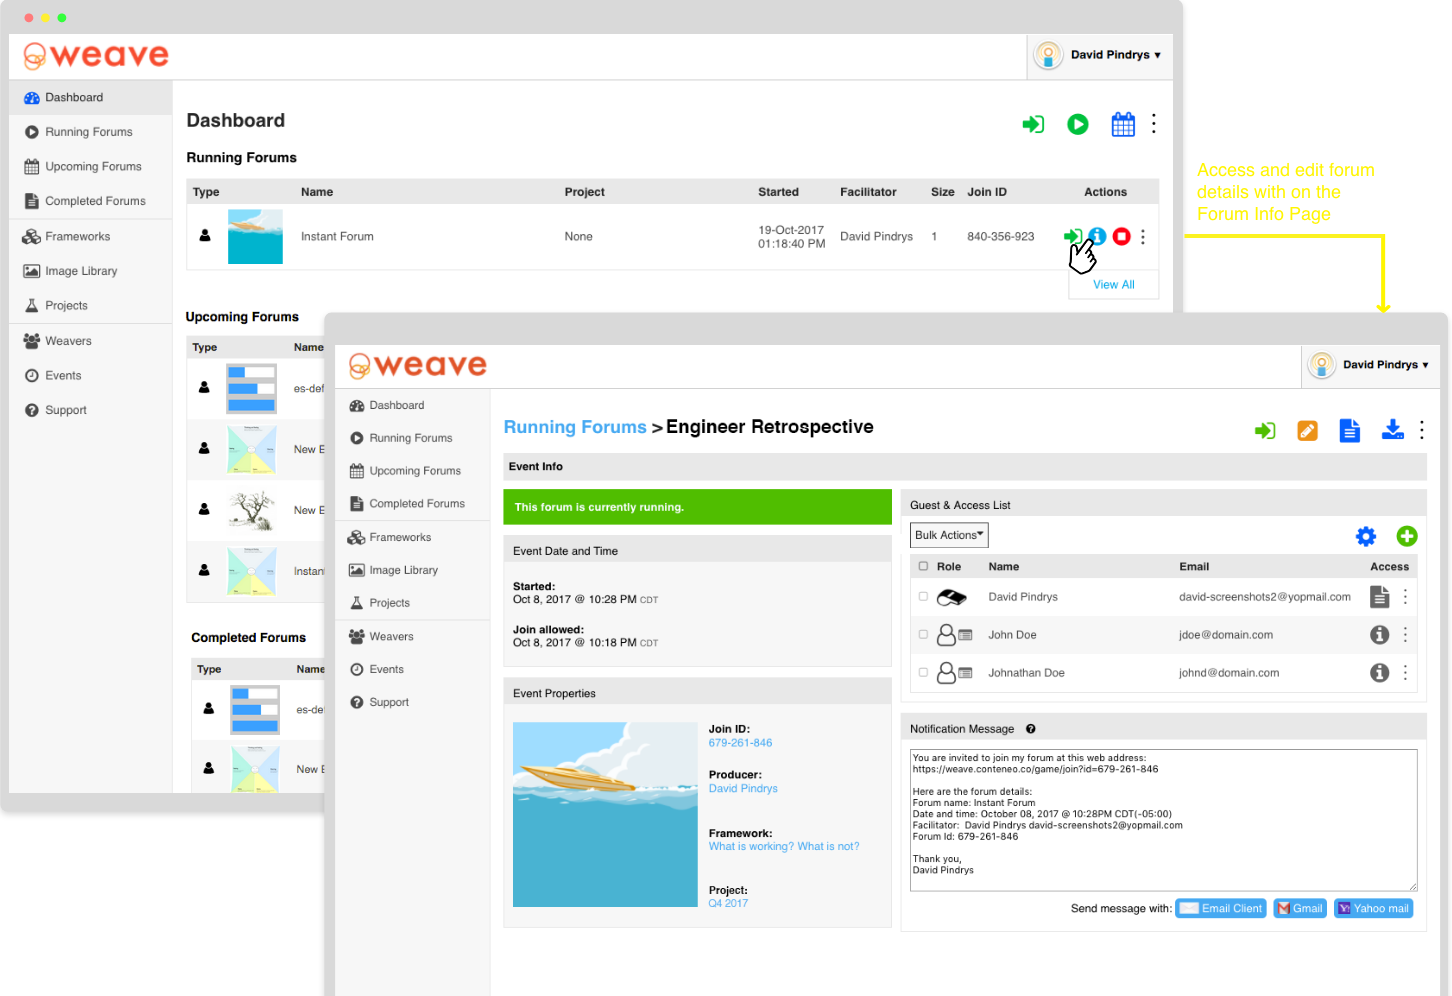 weave
David Pindrys ▾
Dashboard
Running Forums
Upcoming Forums
Completed Forums
Frameworks
Image Library
Projects
Weavers
Events
Support
Dashboard
Running Forums
Type Name Project Started Facilitator Size Join ID Actions
Instant Forum None 19-Oct-2017 David Pindrys 1 840-356-923
01:18:40 PM
View All
Access and edit forum
details with on the
Forum Info Page
Upcoming Forums
Type Name
es-def
New E
New E
Instan
Completed Forums
Type Name
es-de
New E
weave
David Pindrys ▾
Dashboard
Running Forums
Upcoming Forums
Completed Forums
Frameworks
Image Library
Projects
Weavers
Events
Support
Running Forums > Engineer Retrospective
Event Info
This forum is currently running.
Event Date and Time
Started:
Oct 8, 2017 @ 10:28 PM CDT
Join allowed:
Oct 8, 2017 @ 10:18 PM CDT
Event Properties
Join ID:
679-261-846
Producer:
David Pindrys
Framework:
What is working? What is not?
Project:
Q4 2017
Guest & Access List
Bulk Actions▾
Role Name Email Access
David Pindrys david-screenshots2@yopmail.com
John Doe jdoe@domain.com
Johnathan Doe johnd@domain.com
Notification Message
You are invited to join my forum at this web address:
https://weave.conteneo.co/game/join?id=679-261-846
Here are the forum details:
Forum name: Instant Forum
Date and time: October 08, 2017 @ 10:28PM CDT(-05:00)
Facilitator: David Pindrys david-screenshots2@yopmail.com
Forum Id: 679-261-846
Thank you,
David Pindrys
Send message with: Email Client Gmail Yahoo mail